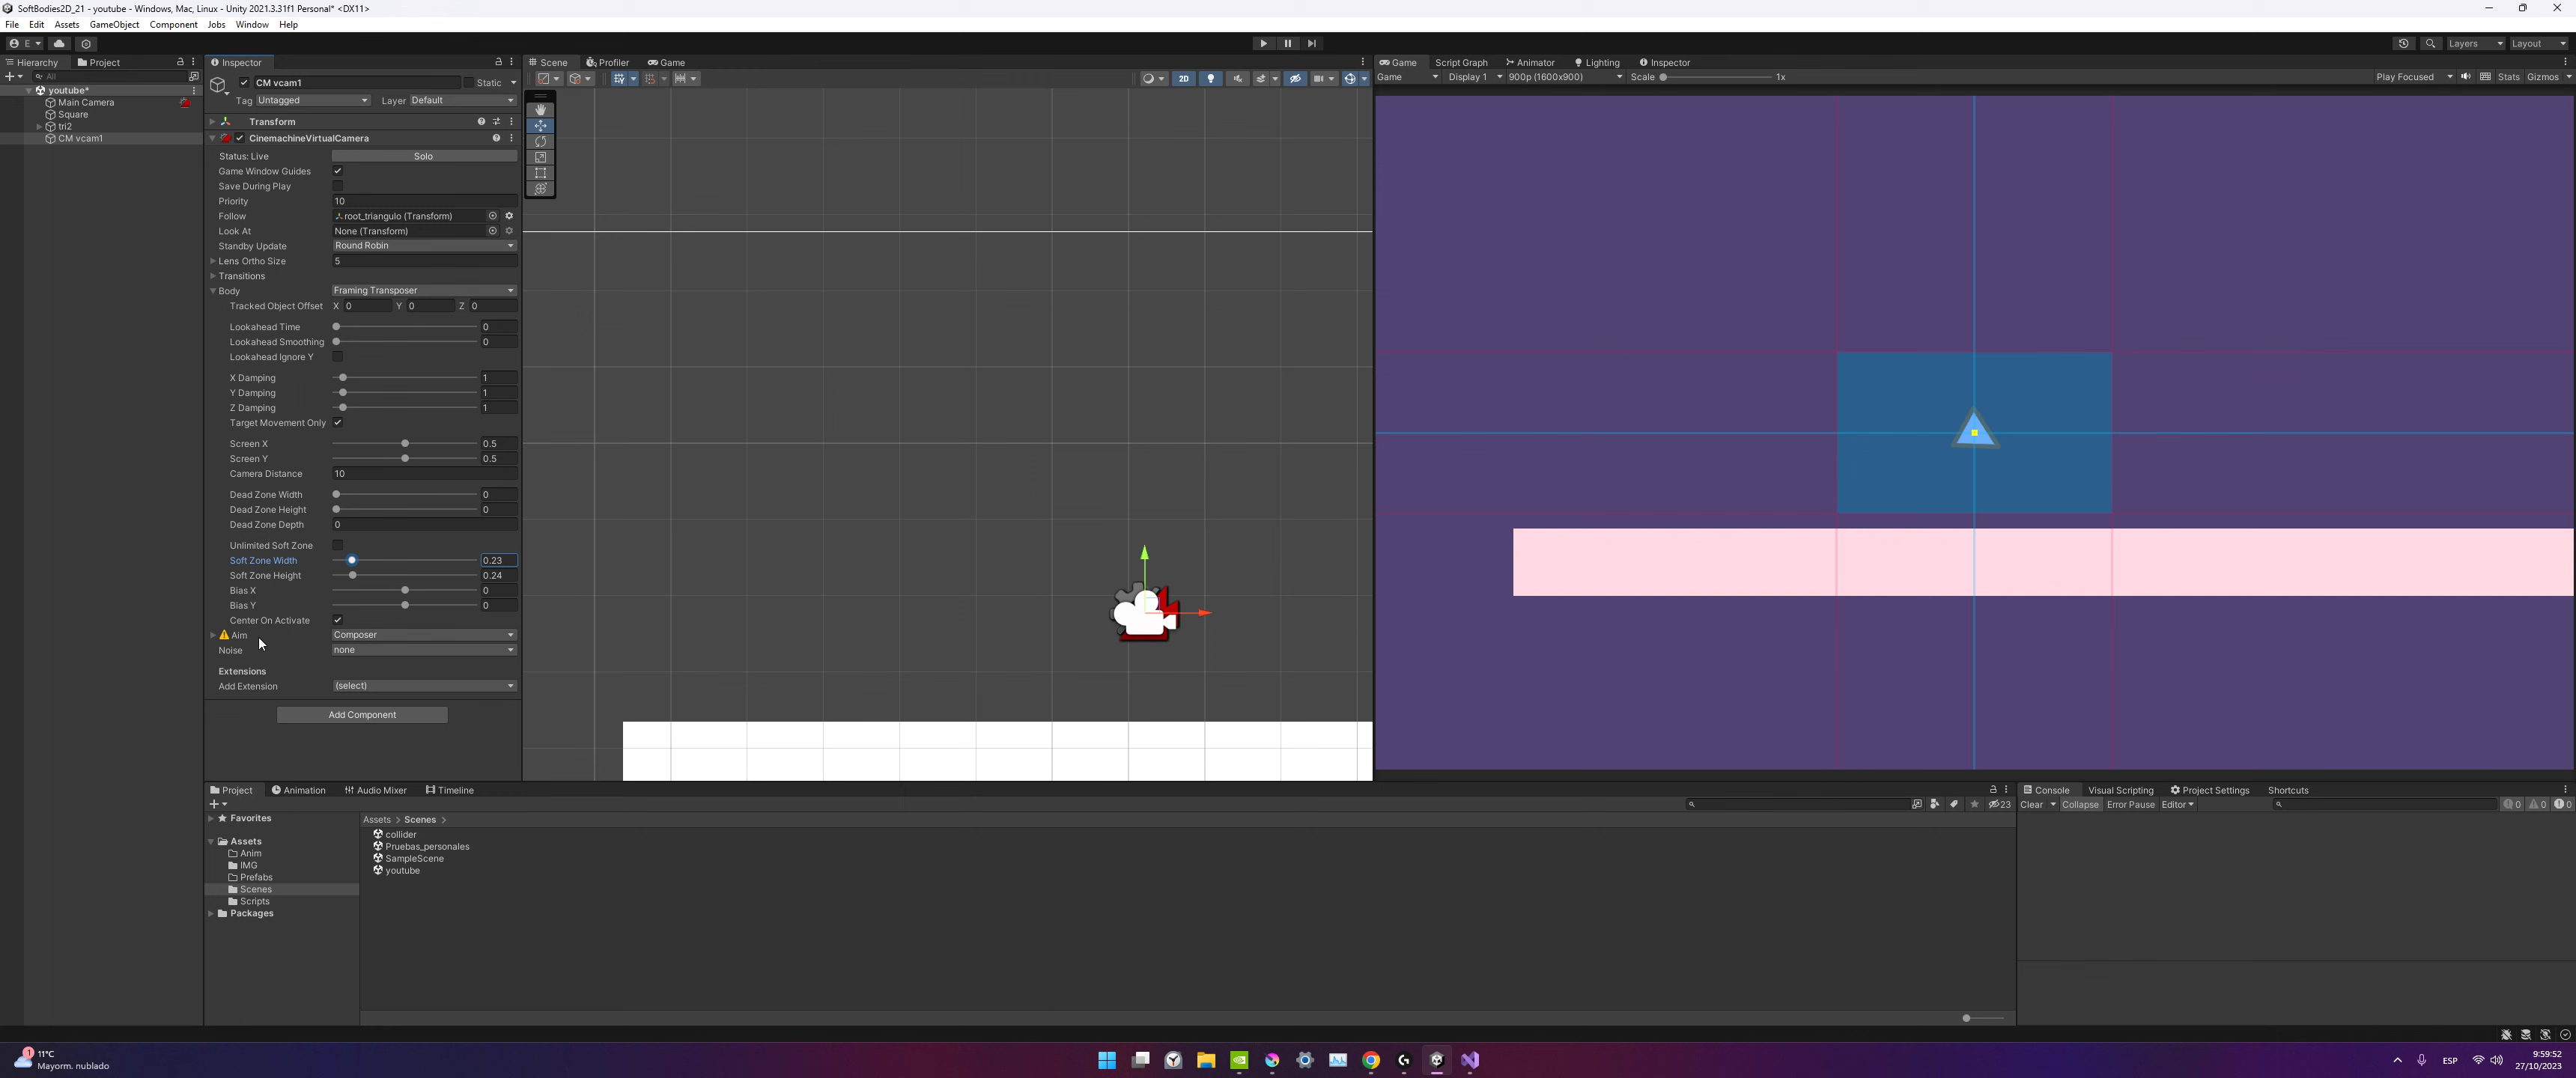 SoftBodies2D_21 - youtube - Windows, Mac, Linux - Unity 2021.3.31f1 Personal* <DX11>
File Edit Assets GameObject Component Jobs Window Help
E
Layers Layout
Hierarchy Project
All
youtube*
Main Camera
Square
tri2
CM vcam1
Inspector
CM vcam1 Static
Tag Untagged Layer Default
Transform
CinemachineVirtualCamera
Status: Live Solo
Game Window Guides
Save During Play
Priority 10
Follow root_triangulo (Transform)
Look At None (Transform)
Standby Update Round Robin
Lens Ortho Size 5
Transitions
Body Framing Transposer
Tracked Object Offset X 0 Y 0 Z 0
Lookahead Time 0
Lookahead Smoothing 0
Lookahead Ignore Y
X Damping 1
Y Damping 1
Z Damping 1
Target Movement Only
Screen X 0.5
Screen Y 0.5
Camera Distance 10
Dead Zone Width 0
Dead Zone Height 0
Dead Zone Depth 0
Unlimited Soft Zone
Soft Zone Width 0.23
Soft Zone Height 0.24
Bias X 0
Bias Y 0
Center On Activate
Aim Composer
Noise none
Extensions
Add Extension (select)
Add Component
Scene Profiler Game
2D
Game Script Graph Animator Lighting Inspector
Game Display 1 900p (1600x900) Scale 1x Play Focused Stats Gizmos
Project Animation Audio Mixer Timeline
23
Favorites
Assets
Anim
IMG
Prefabs
Scenes
Scripts
Packages
Assets > Scenes >
collider
Pruebas_personales
SampleScene
youtube
Console Visual Scripting Project Settings Shortcuts
Clear Collapse Error Pause Editor 0 0 0
1
11°C
Mayorm. nublado
ESP
9:59:52
27/10/2023